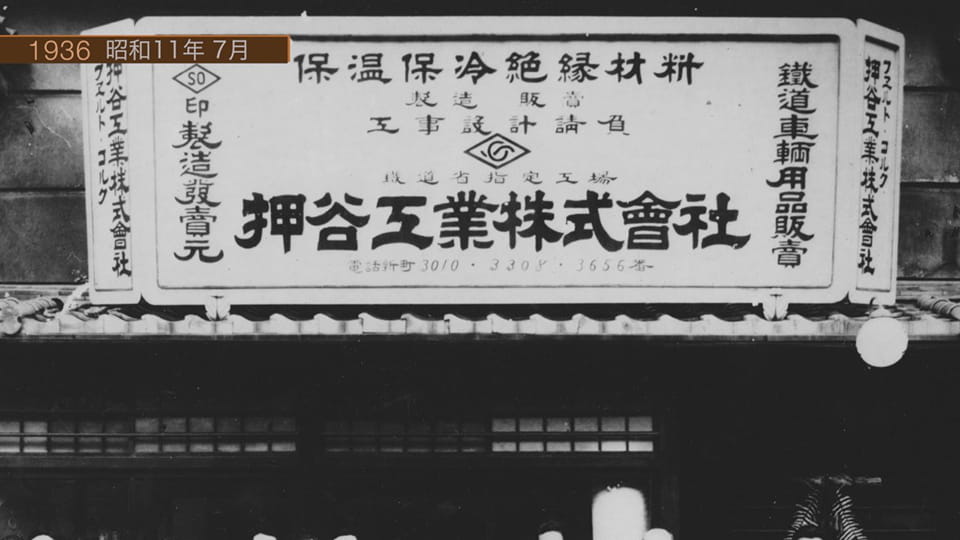 1936 昭和11年 7月
保温保冷絶縁材料
製造 販賣
工事設計請負
鐵道省指定工場
押谷工業株式會社
電話新町 3010・3308・3656番
鐵道車輌用品販賣
SO
印製造發賣元
フエルト・コルク
押谷工業株式會社
フエルト・コルク
押谷工業株式會社